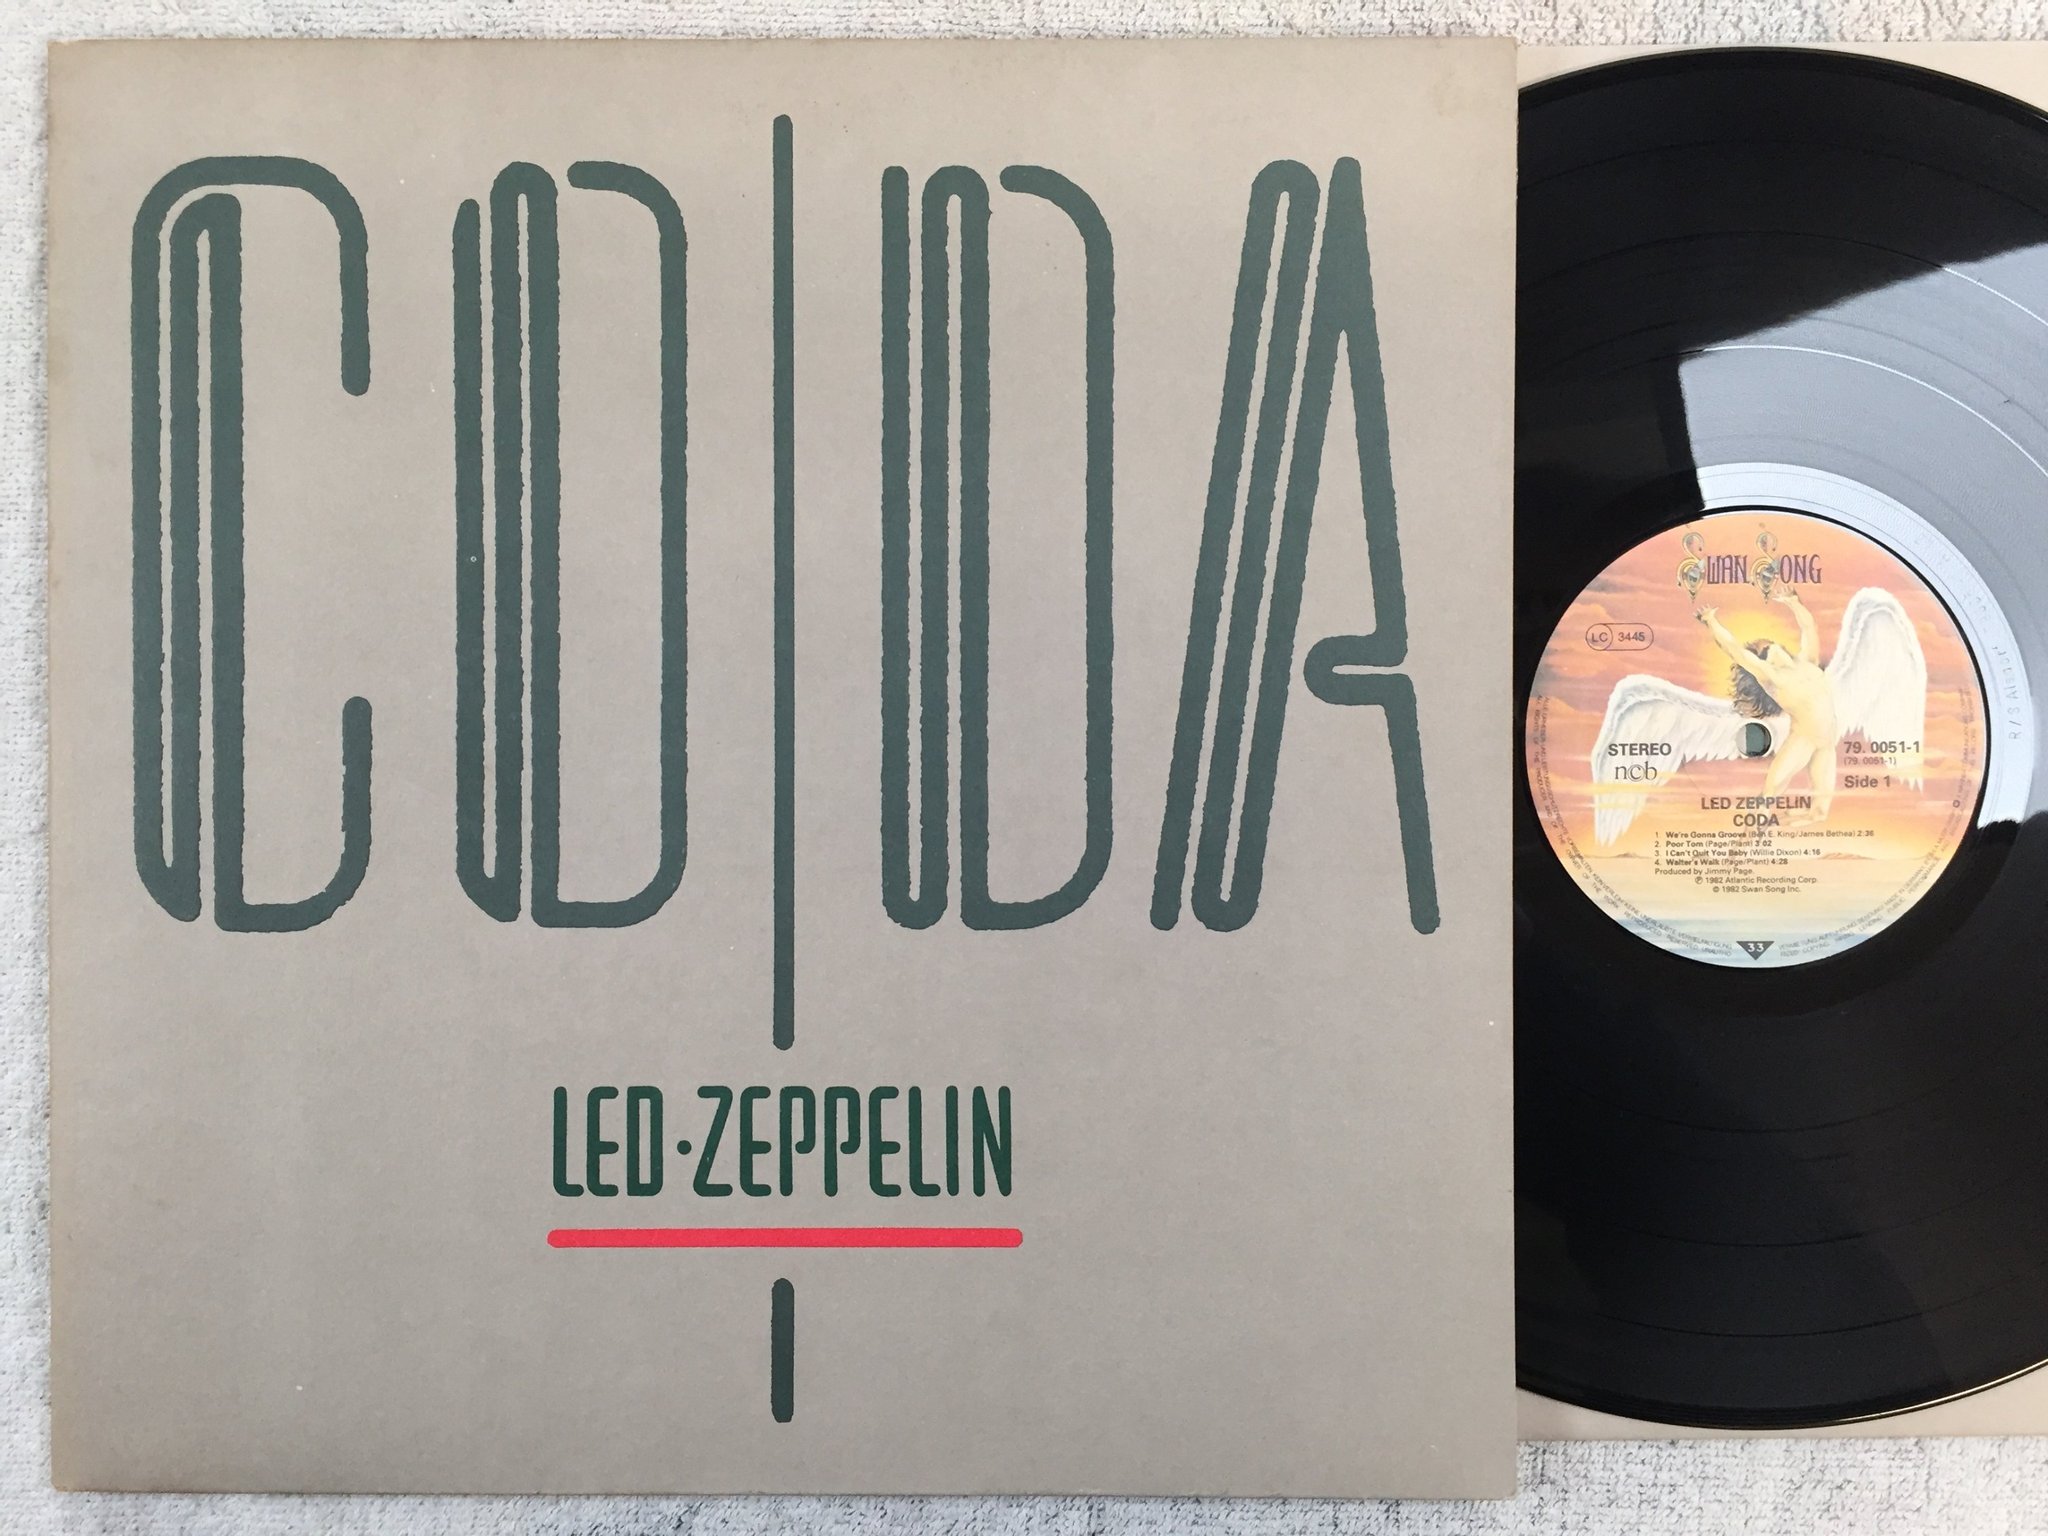 CODA
LED·ZEPPELIN
SWAN SONG
LC 3445
STEREO
ncb
79. 0051-1
(79. 0051-1)
Side 1
LED ZEPPELIN
CODA
1. We're Gonna Groove (Ben E. King/James Bethea) 2:36
2. Poor Tom (Page/Plant) 3:02
3. I Can't Quit You Baby (Willie Dixon) 4:16
4. Walter's Walk (Page/Plant) 4:28
Produced by Jimmy Page.
℗ 1982 Atlantic Recording Corp.
© 1982 Swan Song Inc.
33